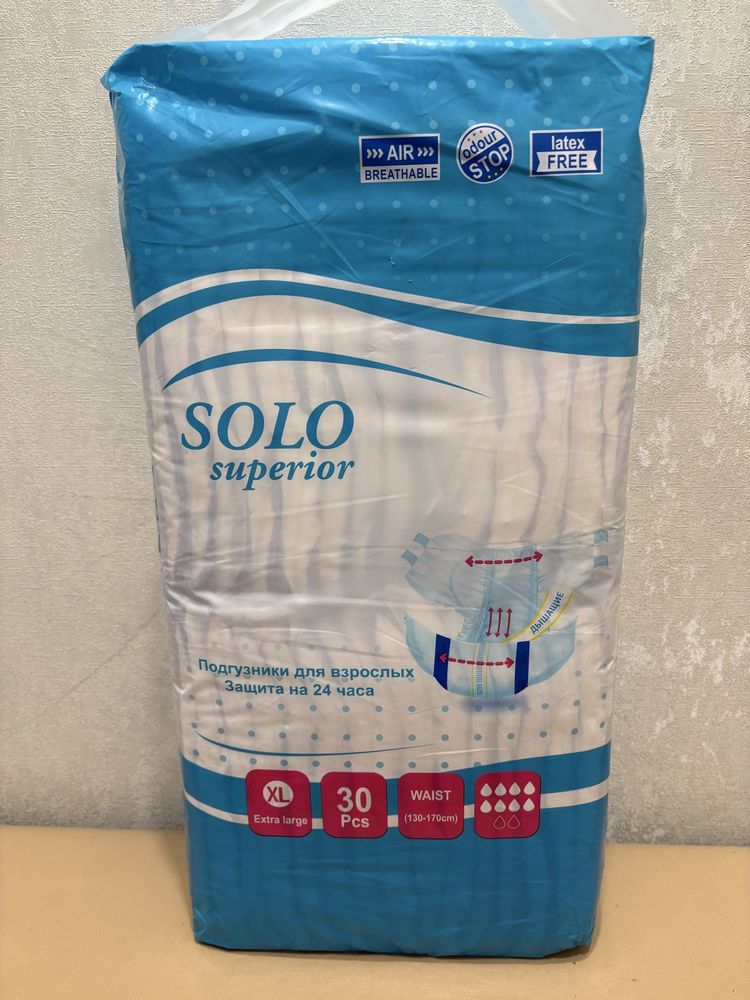 ››› AIR ›››
BREATHABLE
odour
STOP
latex
FREE
SOLO
superior
ДЫШАЩИЕ
Подгузники для взрослых
Защита на 24 часа
XL
Extra large
30
Pcs
WAIST
(130-170cm)